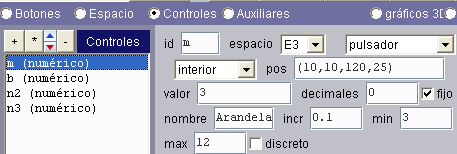 Botones Espacio Controles Auxiliares gráficos 3D
+ * - Controles
m (numérico)
b (numérico)
n2 (numérico)
n3 (numérico)
id m espacio E3 pulsador
interior pos (10,10,120,25)
valor 3 decimales 0 fijo
nombre Arandela incr 0.1 min 3
max 12 discreto